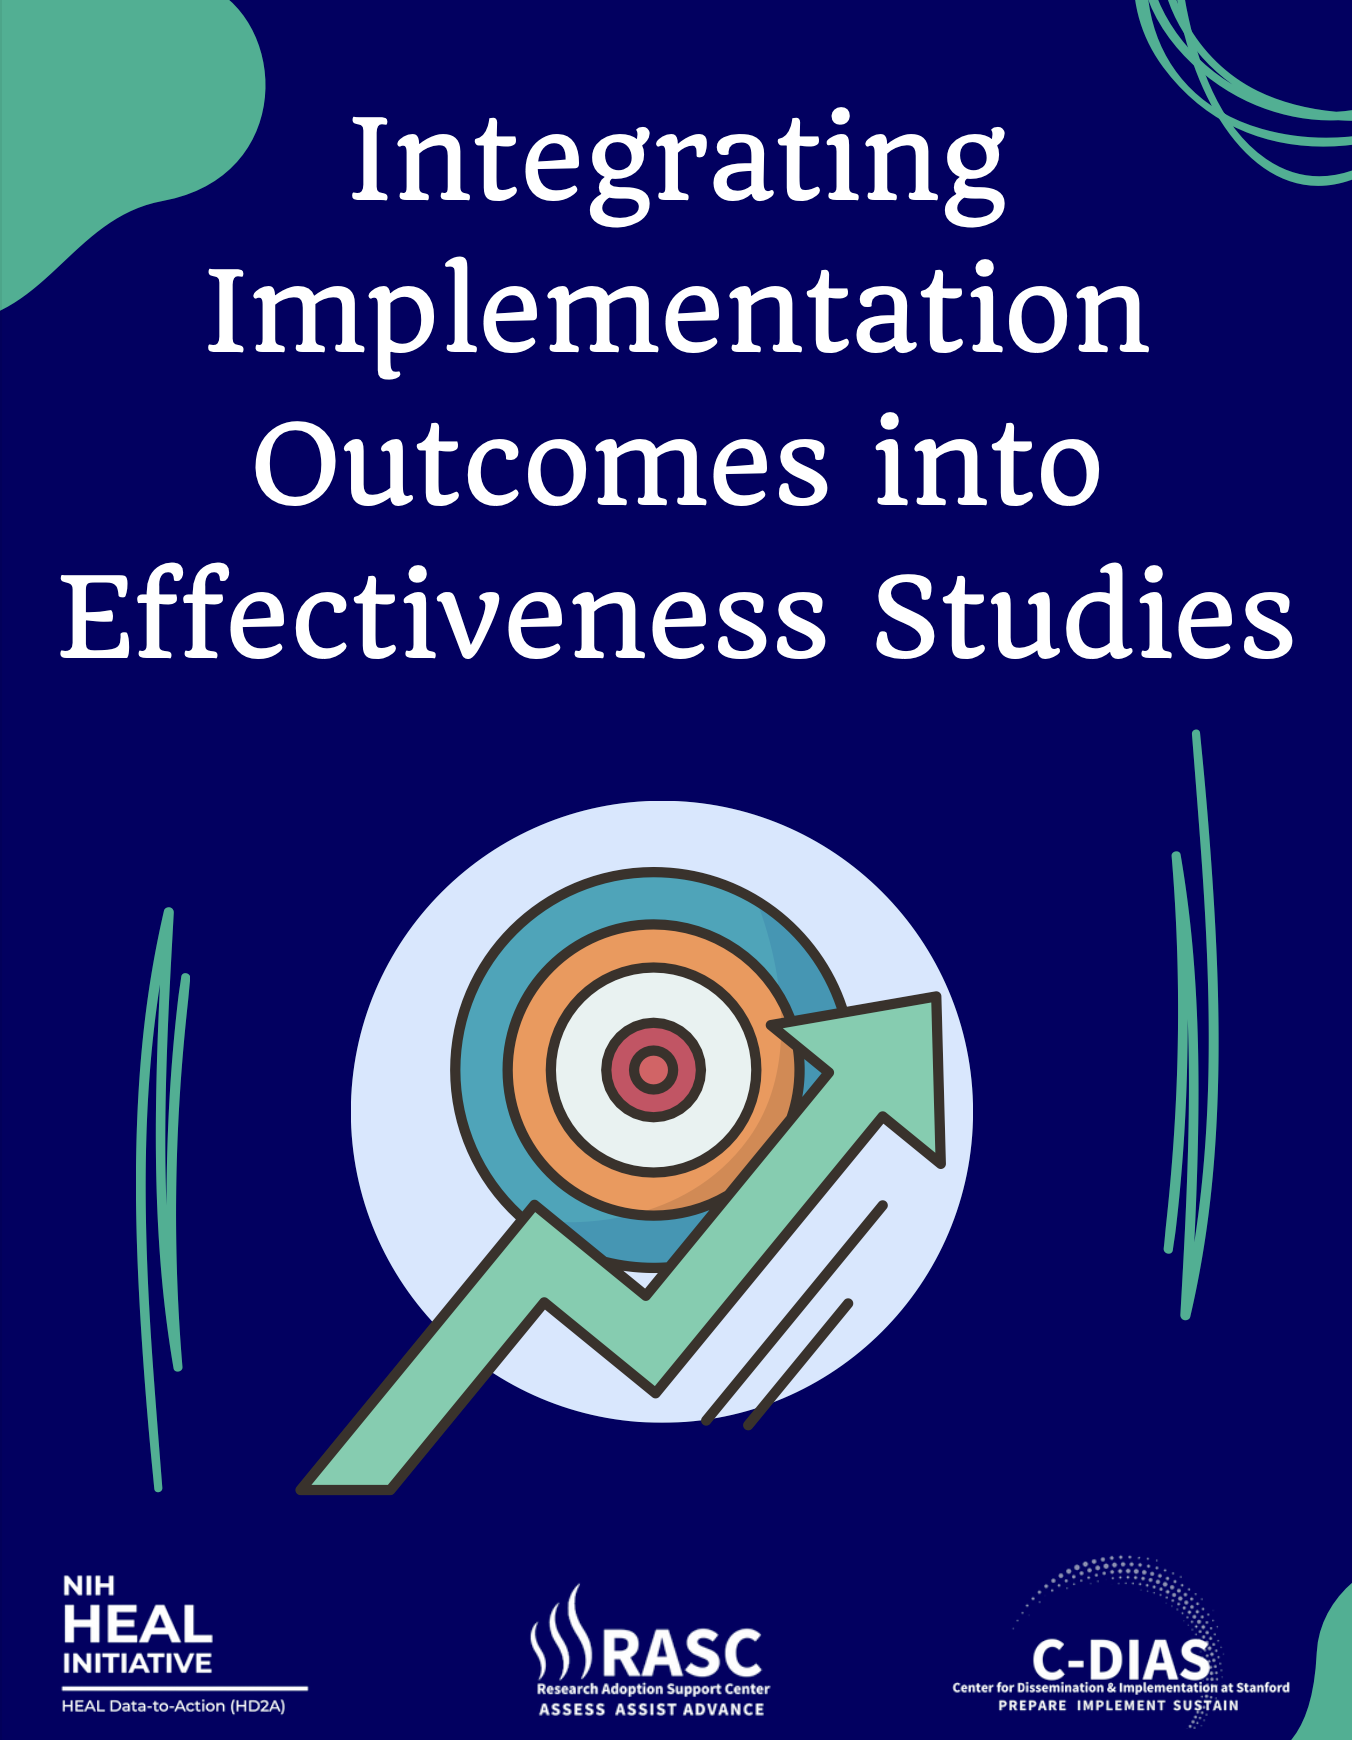 Integrating
Implementation
Outcomes into
Effectiveness Studies
NIH
HEAL
INITIATIVE
HEAL Data-to-Action (HD2A)
RASC
Research Adoption Support Center
ASSESS ASSIST ADVANCE
C-DIAS
Center for Dissemination & Implementation at Stanford
PREPARE IMPLEMENT SUSTAIN